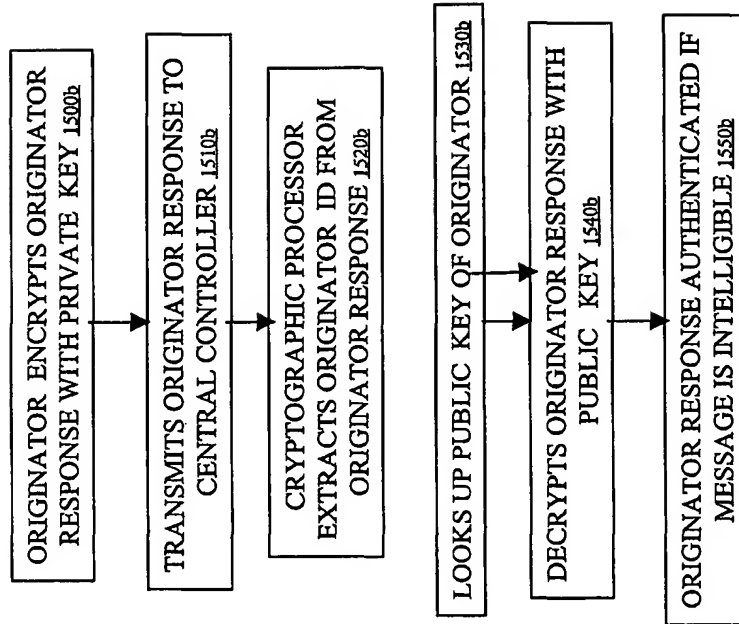 ORIGINATOR ENCRYPTS ORIGINATOR
RESPONSE WITH PRIVATE KEY 1500b
TRANSMITS ORIGINATOR RESPONSE TO
CENTRAL CONTROLLER 1510b
CRYPTOGRAPHIC PROCESSOR
EXTRACTS ORIGINATOR ID FROM
ORIGINATOR RESPONSE 1520b
LOOKS UP PUBLIC KEY OF ORIGINATOR 1530b
DECRYPTS ORIGINATOR RESPONSE WITH
PUBLIC KEY 1540b
ORIGINATOR RESPONSE AUTHENTICATED IF
MESSAGE IS INTELLIGIBLE 1550b